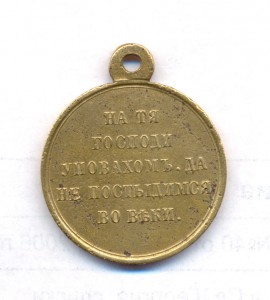 НА ТЯ
ГОСПОДИ
УПОВАХОМЪ. ДА
НЕ ПОСТЫДИМСЯ
ВО ВѢКИ.